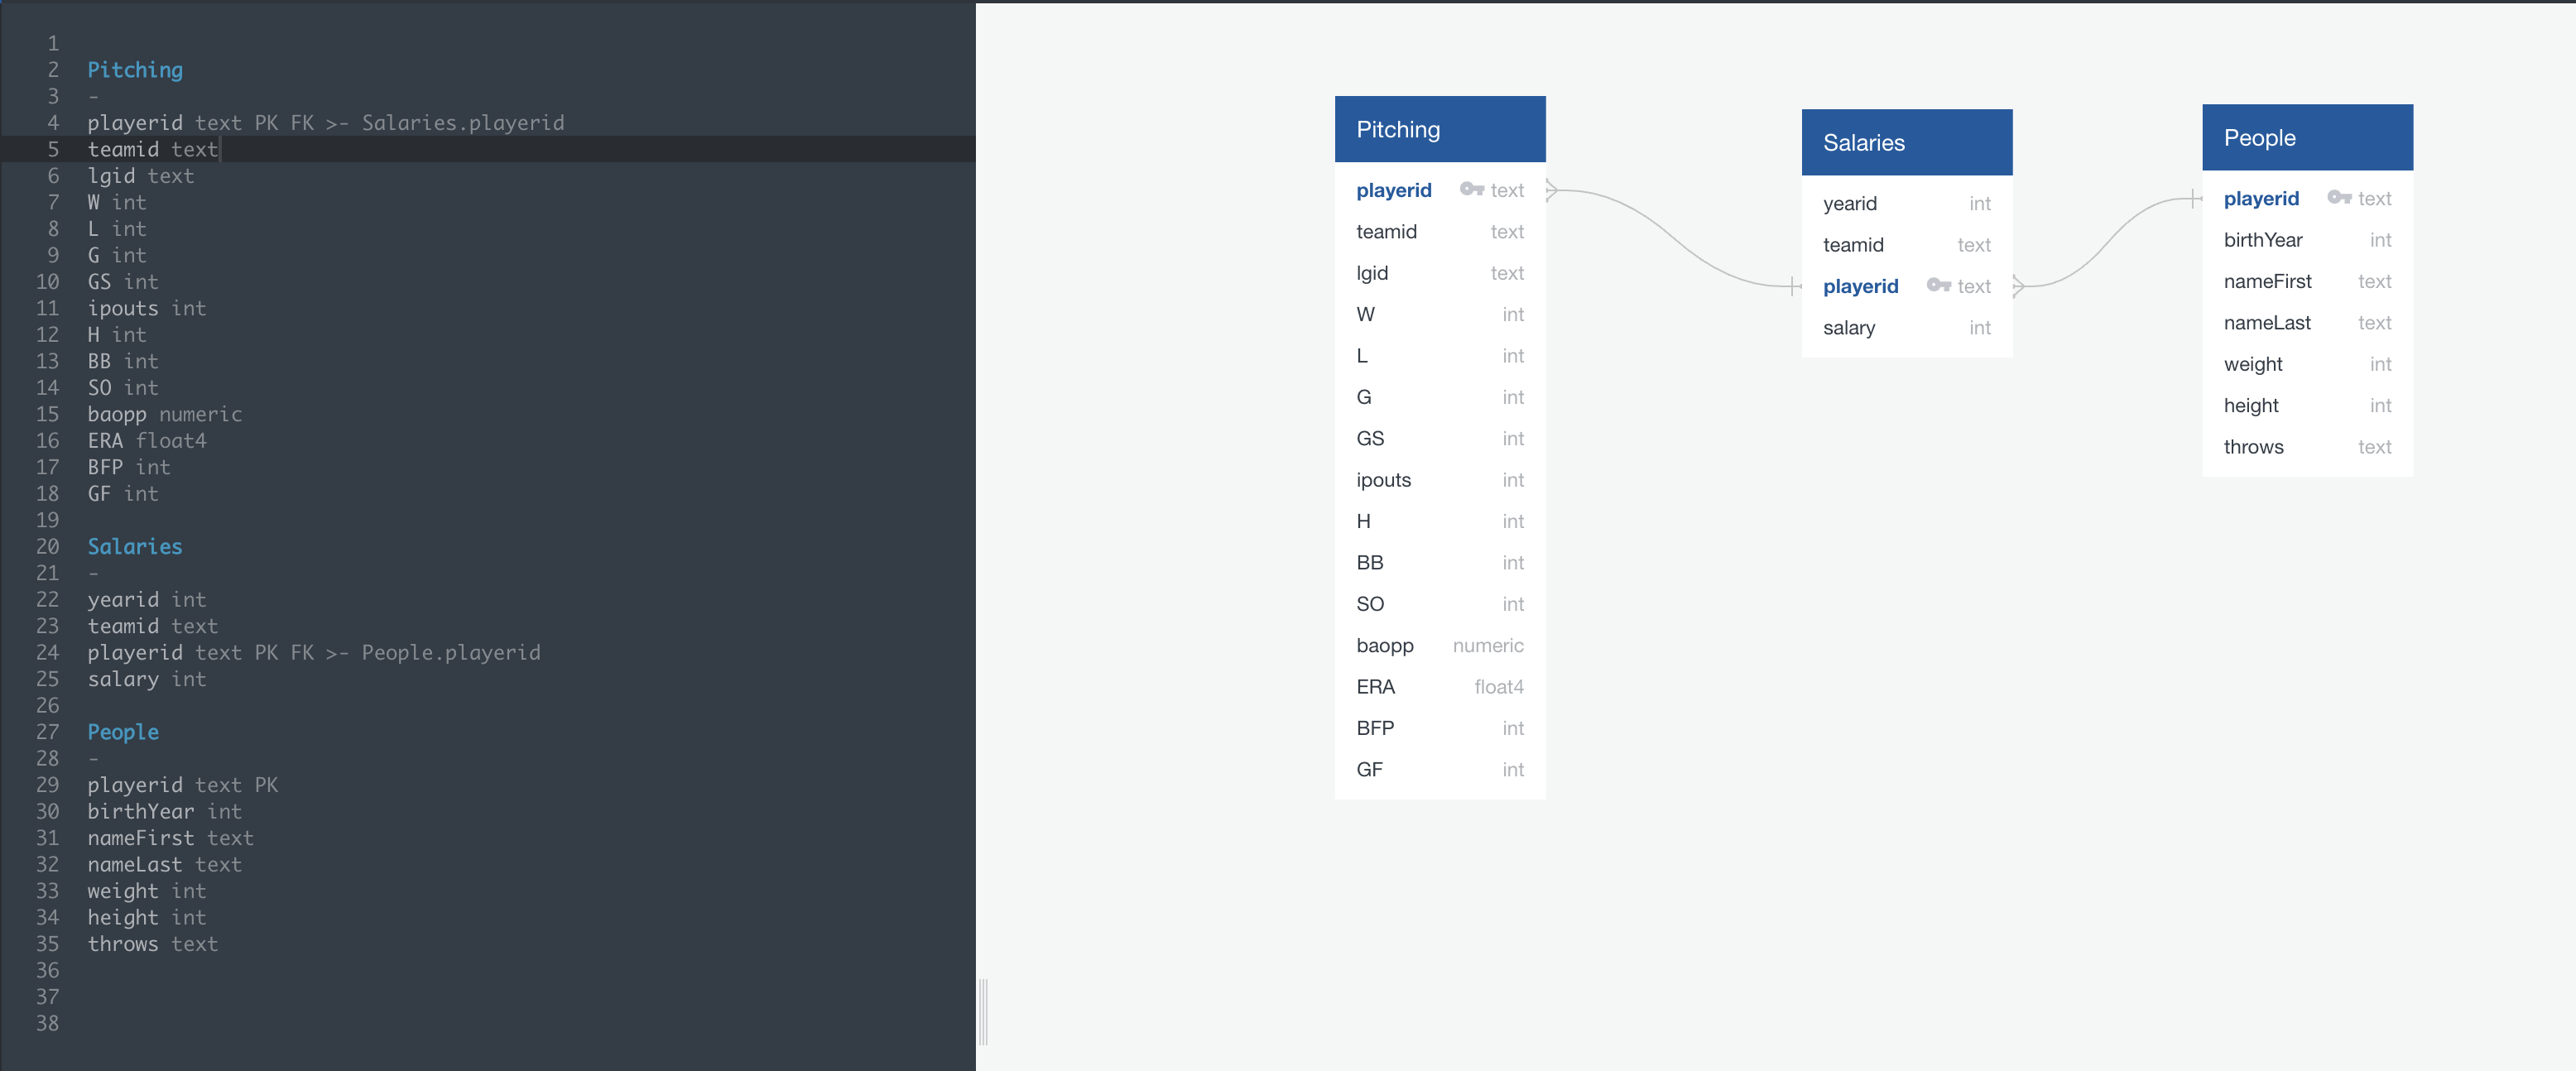 1
2 Pitching
3 -
4 playerid text PK FK >- Salaries.playerid
5 teamid text
6 lgid text
7 W int
8 L int
9 G int
10 GS int
11 ipouts int
12 H int
13 BB int
14 SO int
15 baopp numeric
16 ERA float4
17 BFP int
18 GF int
19
20 Salaries
21 -
22 yearid int
23 teamid text
24 playerid text PK FK >- People.playerid
25 salary int
26
27 People
28 -
29 playerid text PK
30 birthYear int
31 nameFirst text
32 nameLast text
33 weight int
34 height int
35 throws text
36
37
38
Pitching
playerid text
teamid text
lgid text
W int
L int
G int
GS int
ipouts int
H int
BB int
SO int
baopp numeric
ERA float4
BFP int
GF int
Salaries
yearid int
teamid text
playerid text
salary int
People
playerid text
birthYear int
nameFirst text
nameLast text
weight int
height int
throws text